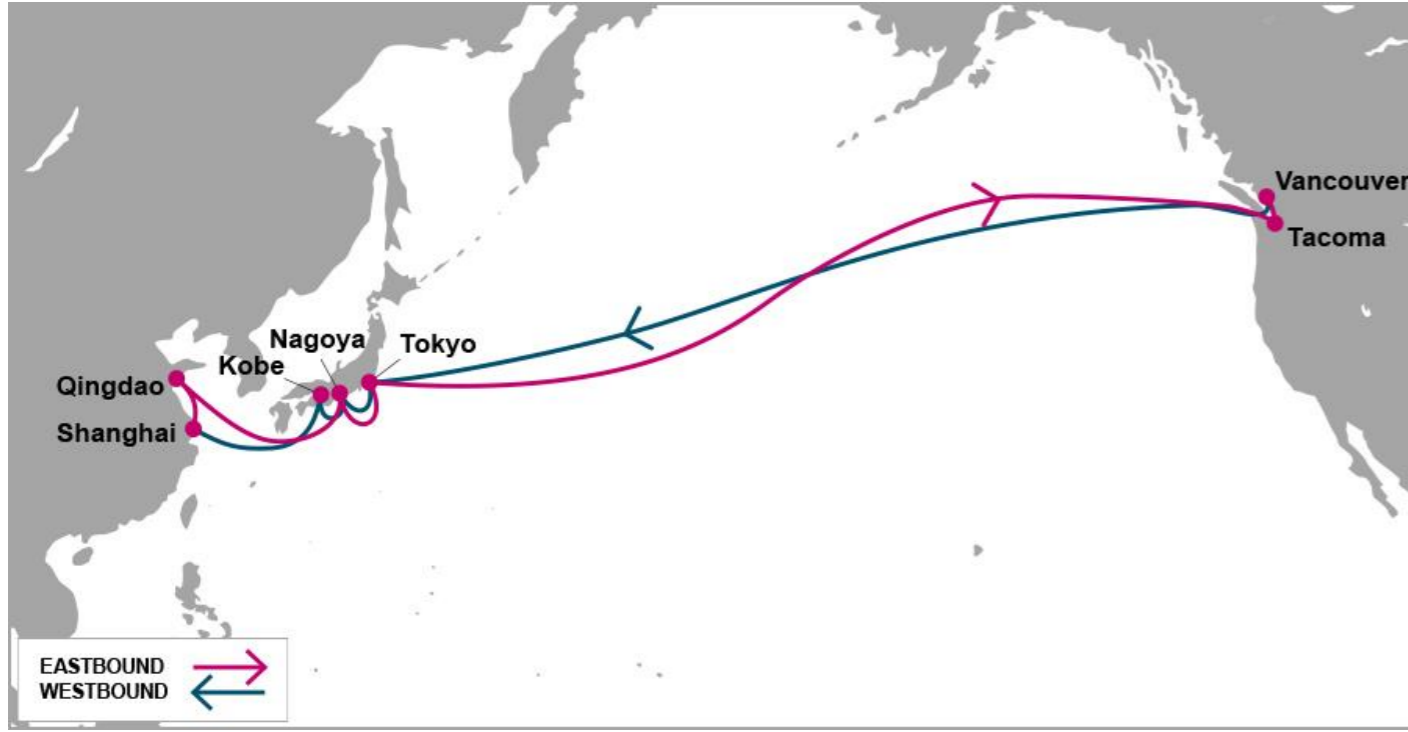 Vancouver
Tacoma
Nagoya
Tokyo
Kobe
Qingdao
Shanghai
EASTBOUND
WESTBOUND